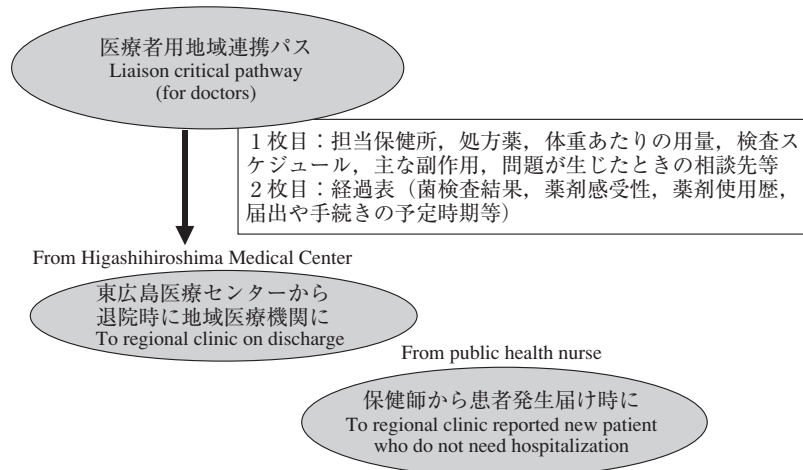 医療者用地域連携パス
Liaison critical pathway
(for doctors)
1枚目：担当保健所，処方薬，体重あたりの用量，検査ス
ケジュール，主な副作用，問題が生じたときの相談先等
2枚目：経過表（菌検査結果，薬剤感受性，薬剤使用歴，
届出や手続きの予定時期等）
From Higashihiroshima Medical Center
東広島医療センターから
退院時に地域医療機関に
To regional clinic on discharge
From public health nurse
保健師から患者発生届け時に
To regional clinic reported new patient
who do not need hospitalization